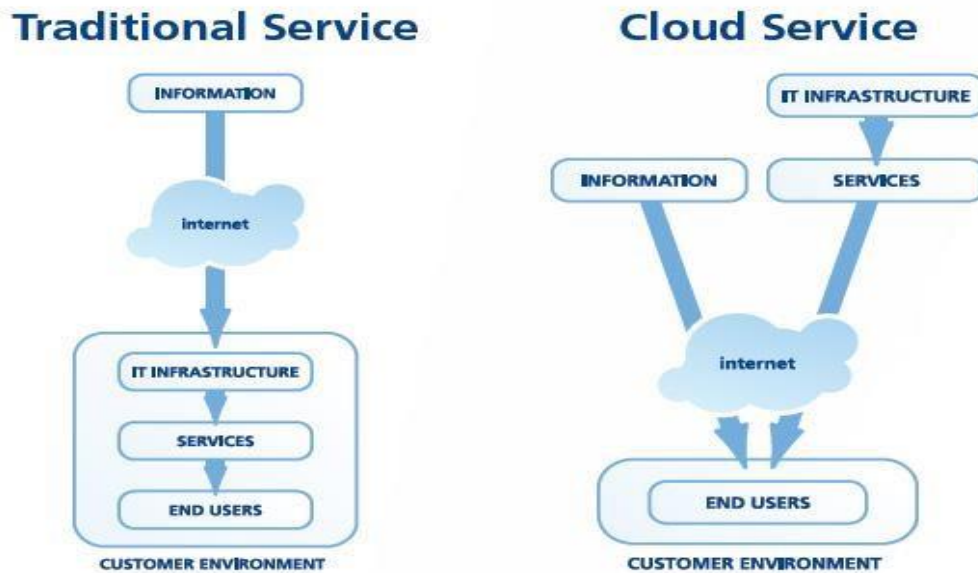 Traditional Service
INFORMATION
internet
IT INFRASTRUCTURE
SERVICES
END USERS
CUSTOMER ENVIRONMENT
Cloud Service
IT INFRASTRUCTURE
INFORMATION
SERVICES
internet
END USERS
CUSTOMER ENVIRONMENT